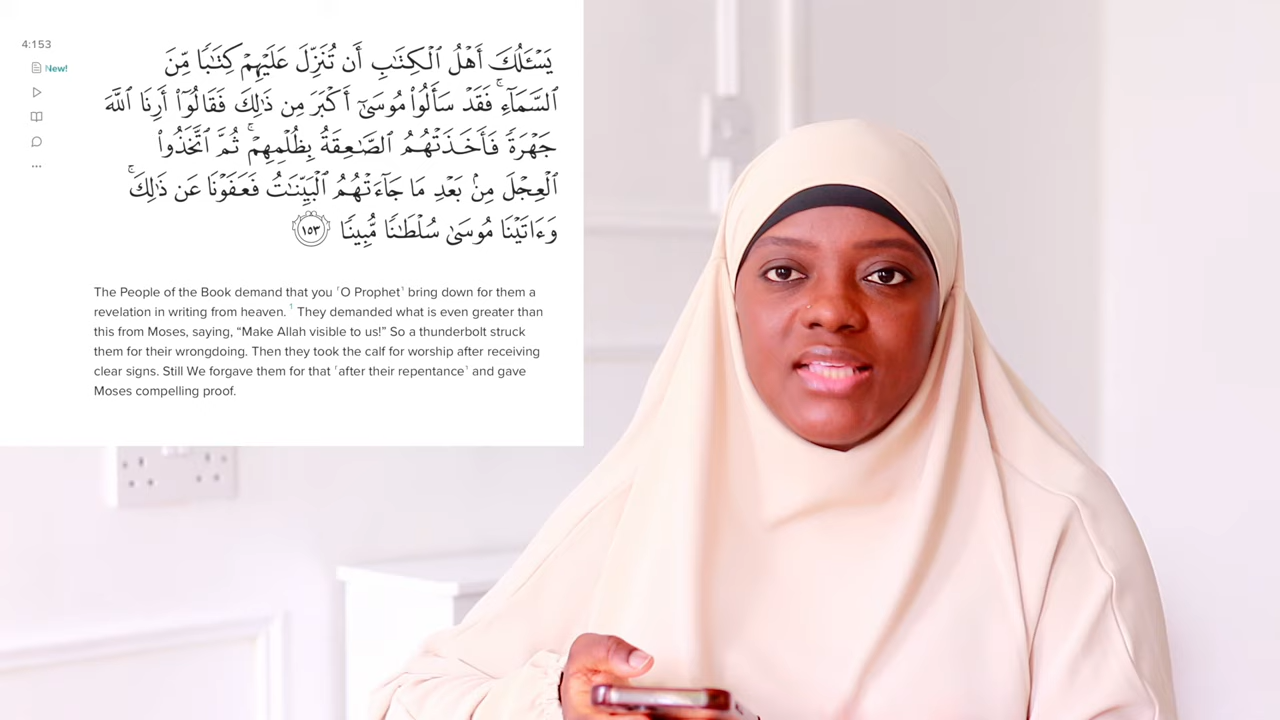 4:153
New!
يَسْـَٔلُكَ أَهْلُ ٱلْكِتَـٰبِ أَن تُنَزِّلَ عَلَيْهِمْ كِتَـٰبًا مِّنَ
ٱلسَّمَآءِ ۚ فَقَدْ سَأَلُوا۟ مُوسَىٰٓ أَكْبَرَ مِن ذَٰلِكَ فَقَالُوٓا۟ أَرِنَا ٱللَّهَ
جَهْرَةً فَأَخَذَتْهُمُ ٱلصَّـٰعِقَةُ بِظُلْمِهِمْ ۚ ثُمَّ ٱتَّخَذُوا۟
ٱلْعِجْلَ مِنۢ بَعْدِ مَا جَآءَتْهُمُ ٱلْبَيِّنَـٰتُ فَعَفَوْنَا عَن ذَٰلِكَ ۚ
وَءَاتَيْنَا مُوسَىٰ سُلْطَـٰنًا مُّبِينًا ١٥٣
The People of the Book demand that you ˹O Prophet˺ bring down for them a
revelation in writing from heaven. 1 They demanded what is even greater than
this from Moses, saying, “Make Allah visible to us!” So a thunderbolt struck
them for their wrongdoing. Then they took the calf for worship after receiving
clear signs. Still We forgave them for that ˹after their repentance˺ and gave
Moses compelling proof.